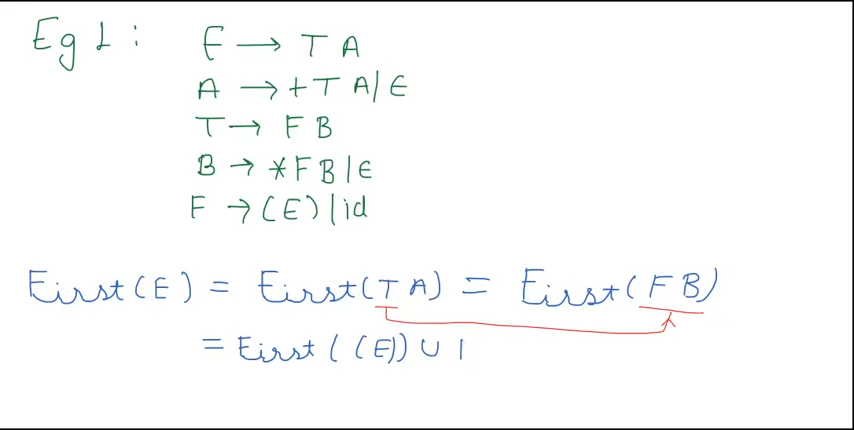 Eg 1 : E → T A
A → + T A / ϵ
T → F B
B → * F B | ϵ
F → ( E ) | id
First ( E ) = First ( T A ) = First ( F B )
= First ( ( E ) ) ∪ |